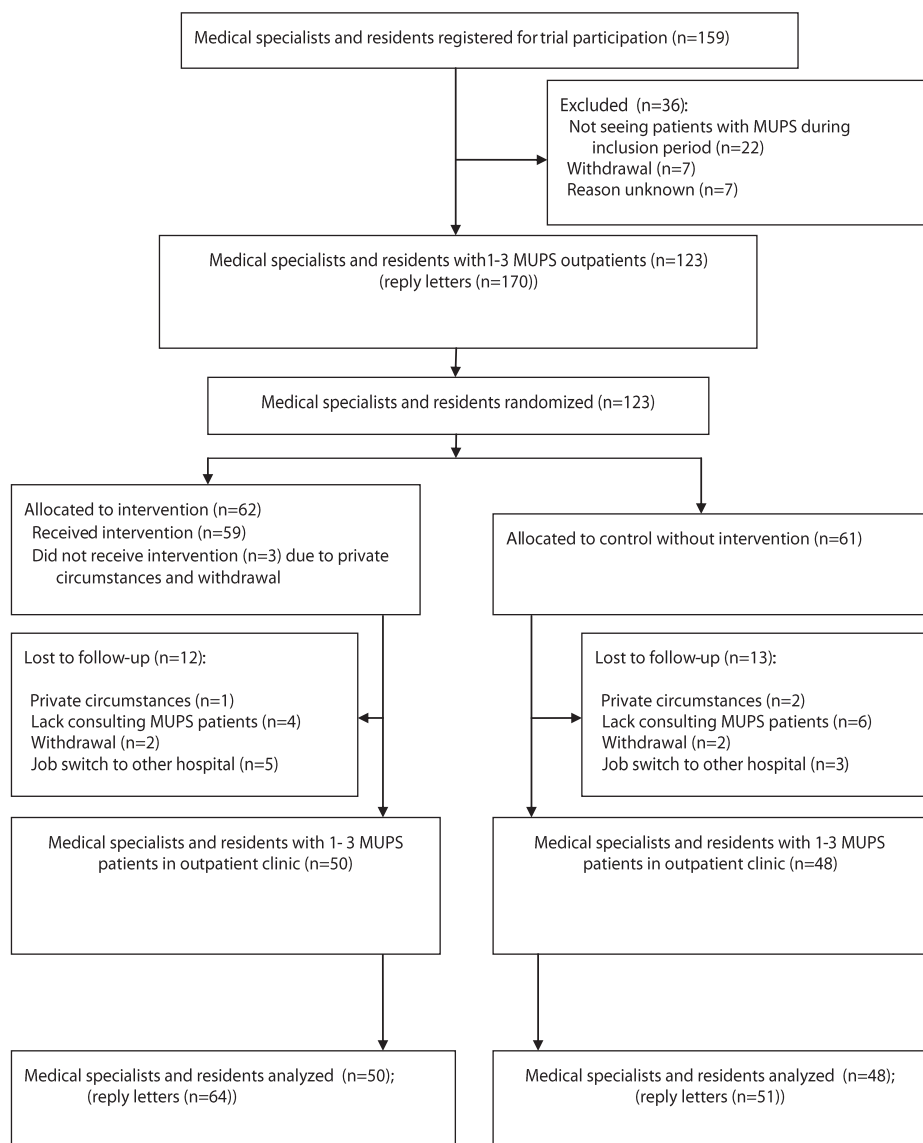 Medical specialists and residents registered for trial participation (n=159)
Excluded (n=36):
Not seeing patients with MUPS during
inclusion period (n=22)
Withdrawal (n=7)
Reason unknown (n=7)
Medical specialists and residents with1-3 MUPS outpatients (n=123)
(reply letters (n=170))
Medical specialists and residents randomized (n=123)
Allocated to intervention (n=62)
Received intervention (n=59)
Did not receive intervention (n=3) due to private
circumstances and withdrawal
Allocated to control without intervention (n=61)
Lost to follow-up (n=12):
Private circumstances (n=1)
Lack consulting MUPS patients (n=4)
Withdrawal (n=2)
Job switch to other hospital (n=5)
Lost to follow-up (n=13):
Private circumstances (n=2)
Lack consulting MUPS patients (n=6)
Withdrawal (n=2)
Job switch to other hospital (n=3)
Medical specialists and residents with 1- 3 MUPS
patients in outpatient clinic (n=50)
Medical specialists and residents with 1-3 MUPS
patients in outpatient clinic (n=48)
Medical specialists and residents analyzed (n=50);
(reply letters (n=64))
Medical specialists and residents analyzed (n=48);
(reply letters (n=51))